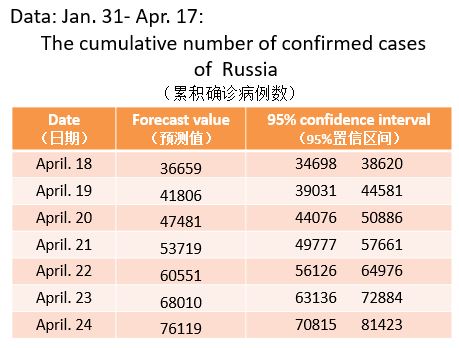 Data: Jan. 31- Apr. 17:
The cumulative number of confirmed cases
of Russia
（累积确诊病例数）
Date Forecast value 95% confidence interval
（日期） （预测值） （95%置信区间）
April. 18 36659 34698 38620
April. 19 41806 39031 44581
April. 20 47481 44076 50886
April. 21 53719 49777 57661
April. 22 60551 56126 64976
April. 23 68010 63136 72884
April. 24 76119 70815 81423